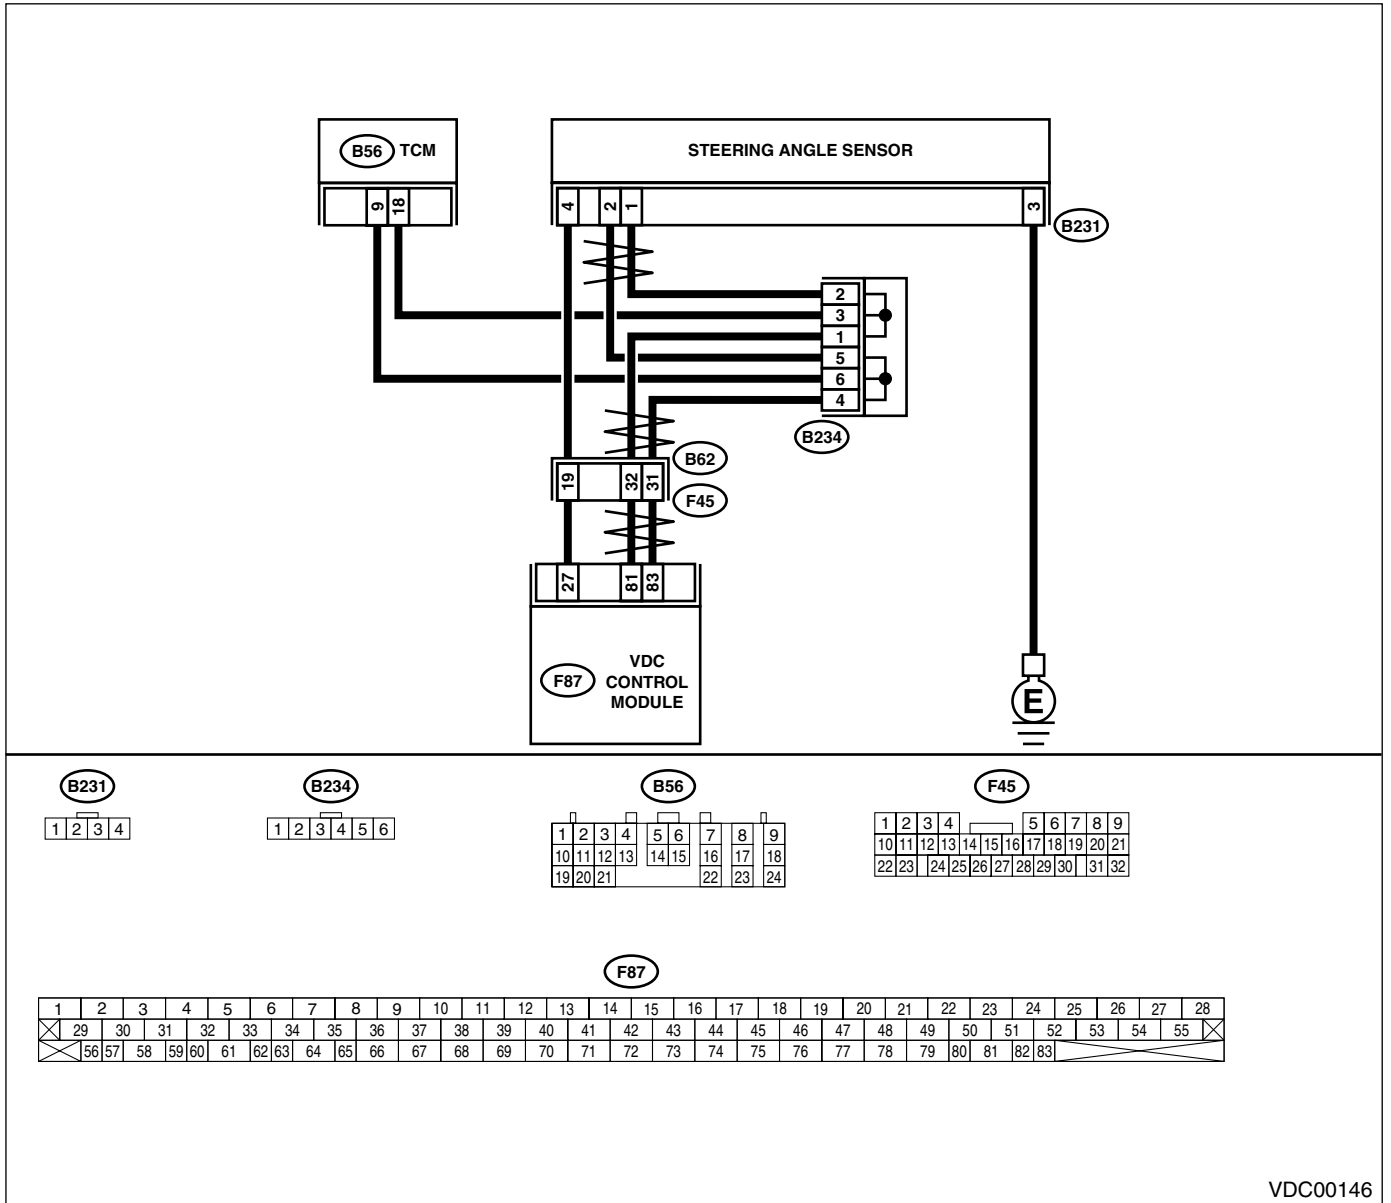 B56 TCM
STEERING ANGLE SENSOR
9 18
4 2 1 3
B231
2
3
1
5
6
4
B234
B62
19 32 31
F45
27 81 83
F87
VDC
CONTROL
MODULE
E
B231
1 2 3 4
B234
1 2 3 4 5 6
B56
1 2 3 4 5 6 7 8 9
10 11 12 13 14 15 16 17 18
19 20 21 22 23 24
F45
1 2 3 4 5 6 7 8 9
10 11 12 13 14 15 16 17 18 19 20 21
22 23 24 25 26 27 28 29 30 31 32
F87
1 2 3 4 5 6 7 8 9 10 11 12 13 14 15 16 17 18 19 20 21 22 23 24 25 26 27 28
29 30 31 32 33 34 35 36 37 38 39 40 41 42 43 44 45 46 47 48 49 50 51 52 53 54 55
56 57 58 59 60 61 62 63 64 65 66 67 68 69 70 71 72 73 74 75 76 77 78 79 80 81 82 83
VDC00146